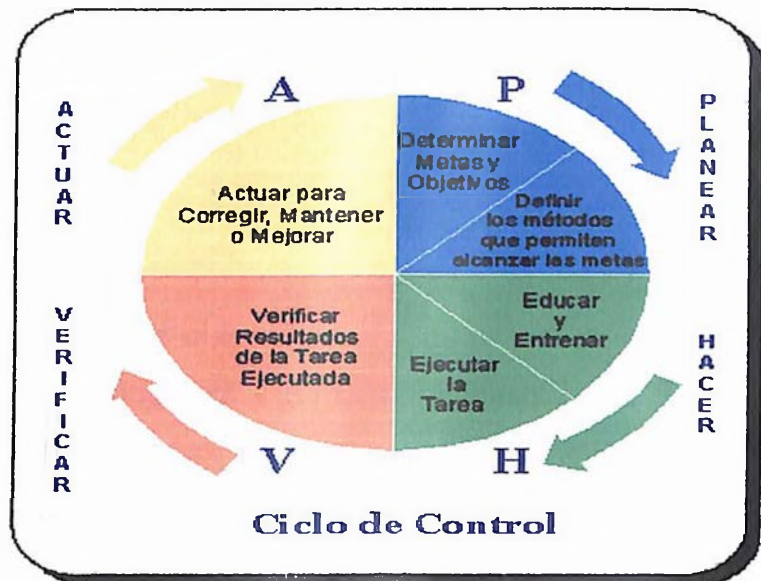 A
P
ACTUAR
PLANEAR
Determinar
Metas y
Objetivos
Actuar para
Corregir, Mantener
o Mejorar
Definir
los métodos
que permiten
alcanzar las metas
VERIFICAR
HACER
Verificar
Resultados
de la Tarea
Ejecutada
Educar
y
Entrenar
Ejecutar
la
Tarea
V
H
Ciclo de Control